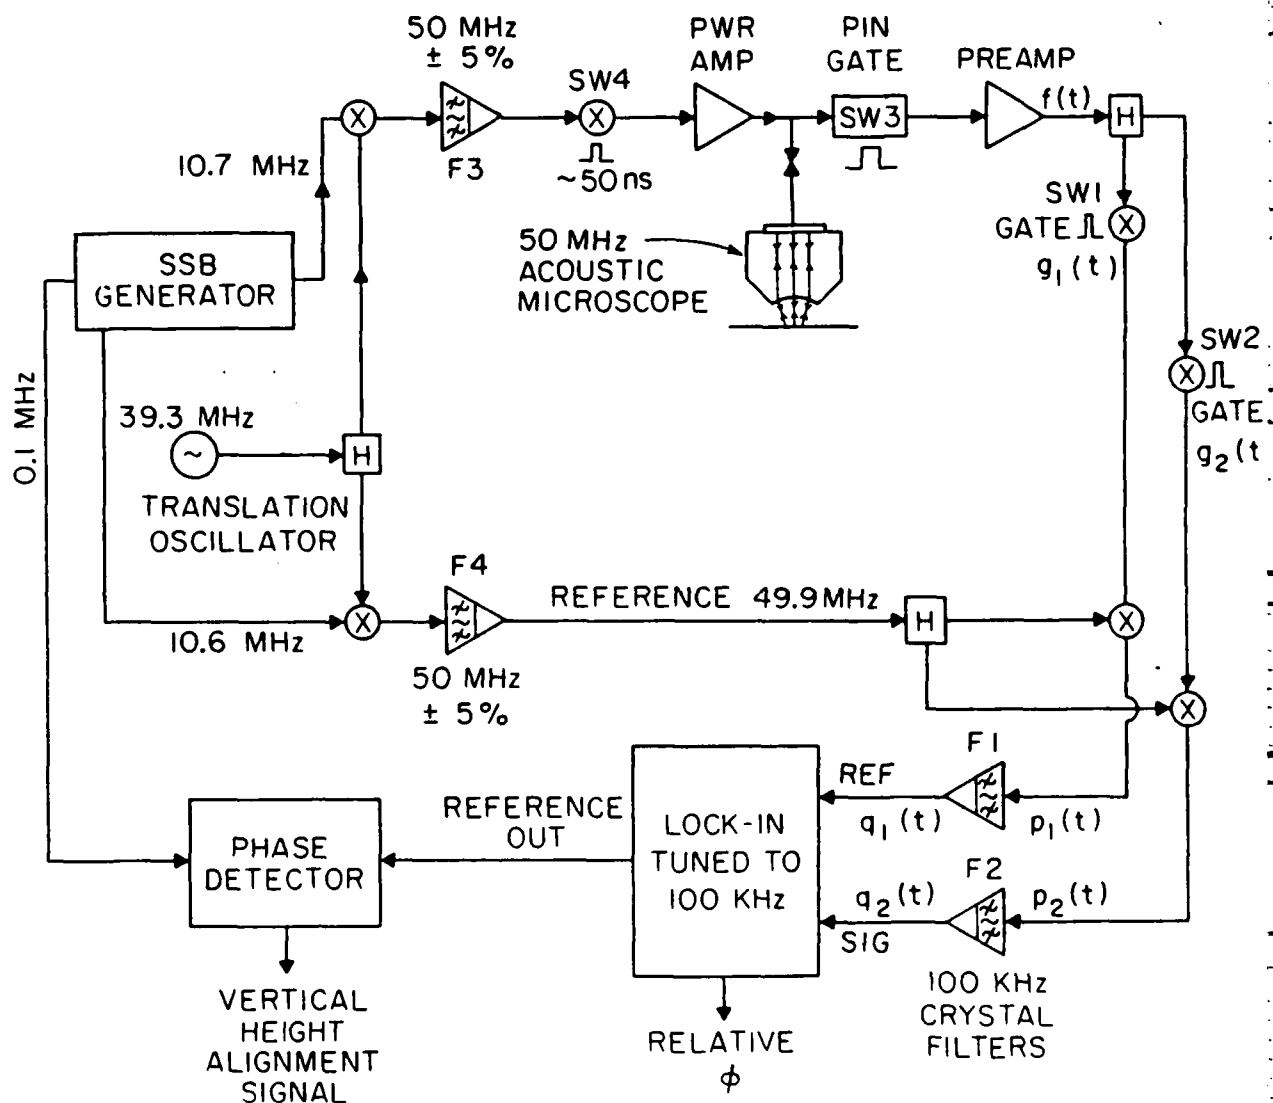 50 MHz
± 5%
F3
SW4
~50 ns
PWR
AMP
PIN
GATE
SW3
PREAMP
f(t)
H
SW1
GATE
g1(t)
10.7 MHz
SSB
GENERATOR
50 MHz
ACOUSTIC
MICROSCOPE
SW2
GATE
g2(t
0.1 MHz
39.3 MHz
~
H
TRANSLATION
OSCILLATOR
10.6 MHz
F4
50 MHz
± 5%
REFERENCE 49.9 MHz
H
F1
REF
q1(t)
p1(t)
F2
q2(t)
p2(t)
SIG
100 KHz
CRYSTAL
FILTERS
LOCK-IN
TUNED TO
100 KHz
REFERENCE
OUT
PHASE
DETECTOR
VERTICAL
HEIGHT
ALIGNMENT
SIGNAL
RELATIVE
ϕ